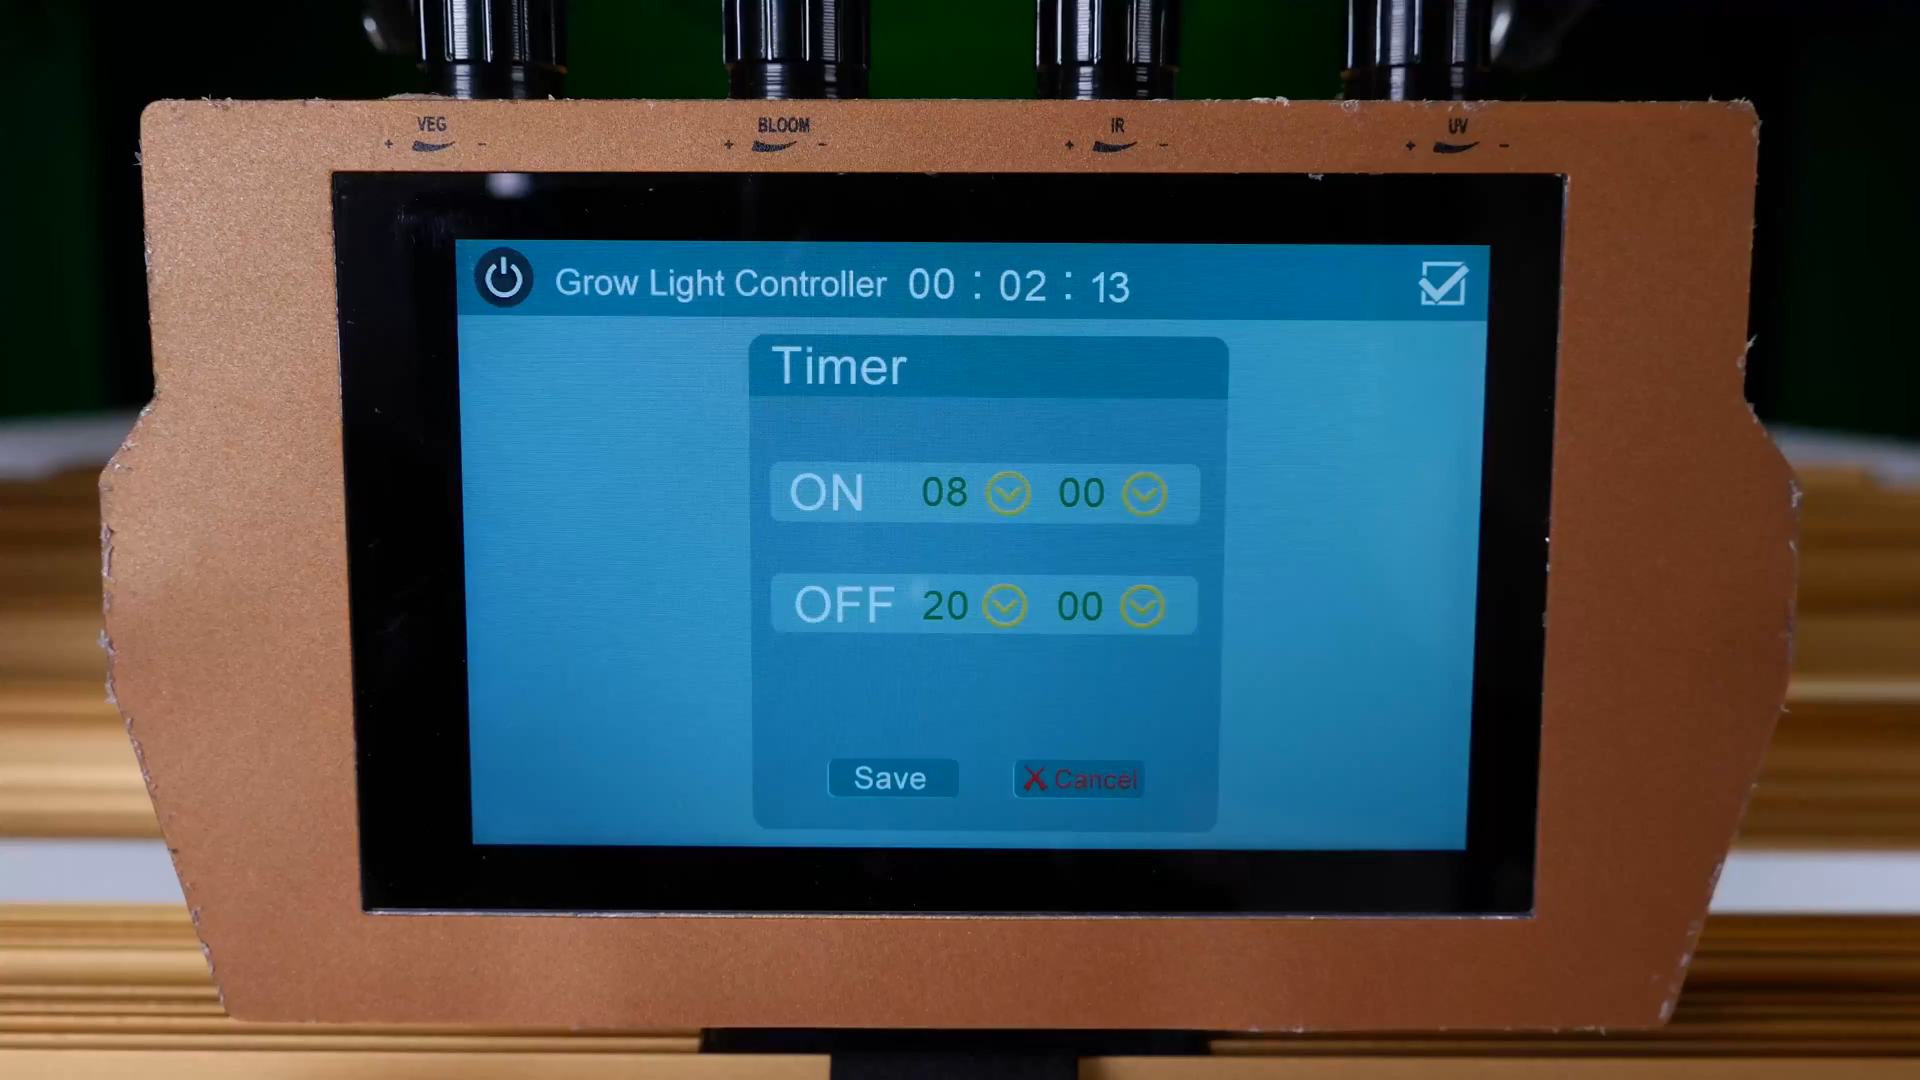 VEG BLOOM IR UV
+ - + - + - + -
Grow Light Controller 00 : 02 : 13
Timer
ON 08 00
OFF 20 00
Save X Cancel